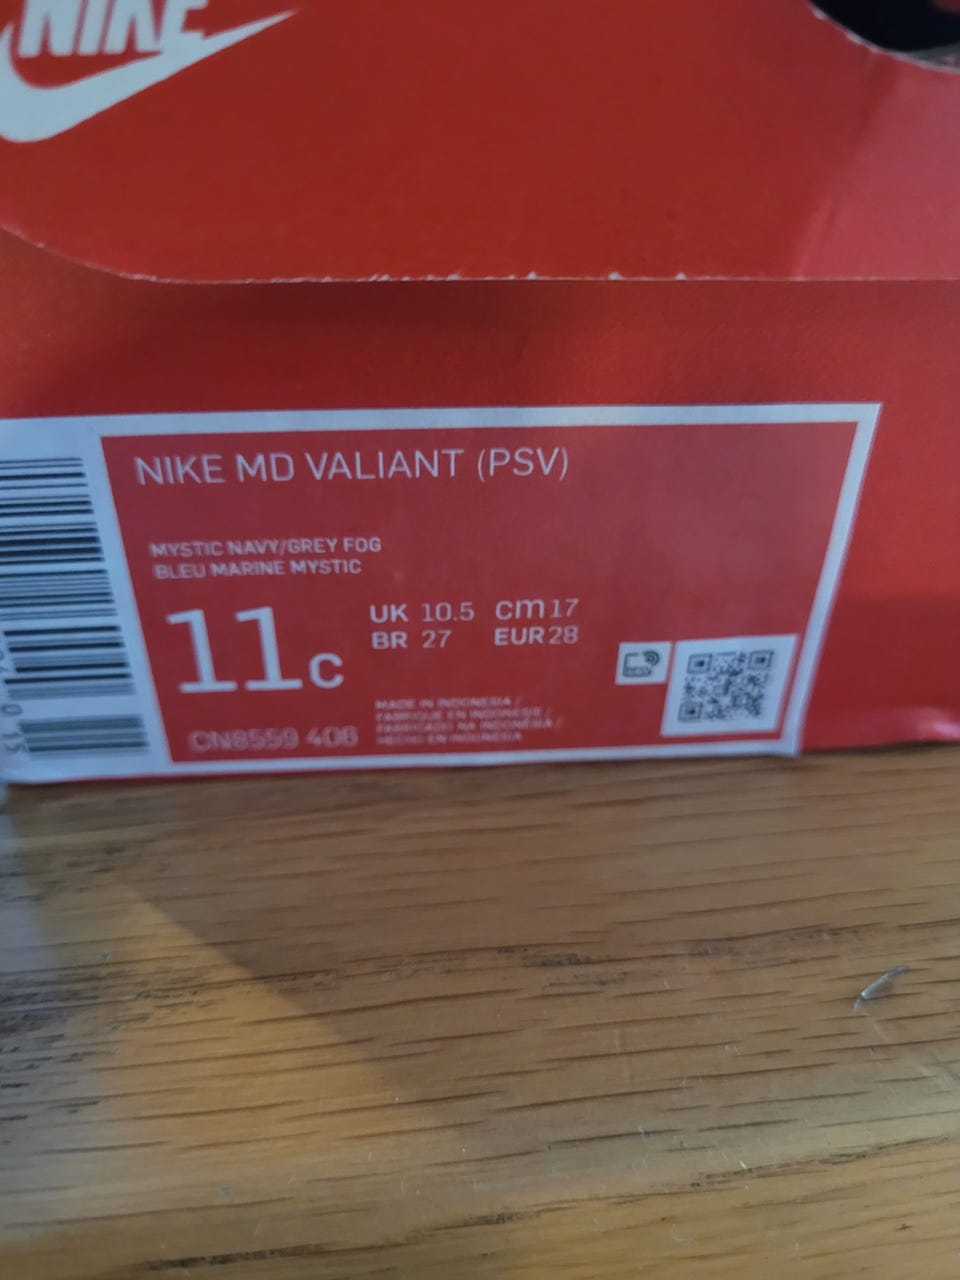 NIKE
NIKE MD VALIANT (PSV)
MYSTIC NAVY/GREY FOG
BLEU MARINE MYSTIC
11C
UK 10.5 CM 17
BR 27 EUR 28
MADE IN INDONESIA /
FABRIQUE EN INDONESIE /
FABRICADO NA INDONÉSIA /
HECHO EN INDONESIA
CN8559 406